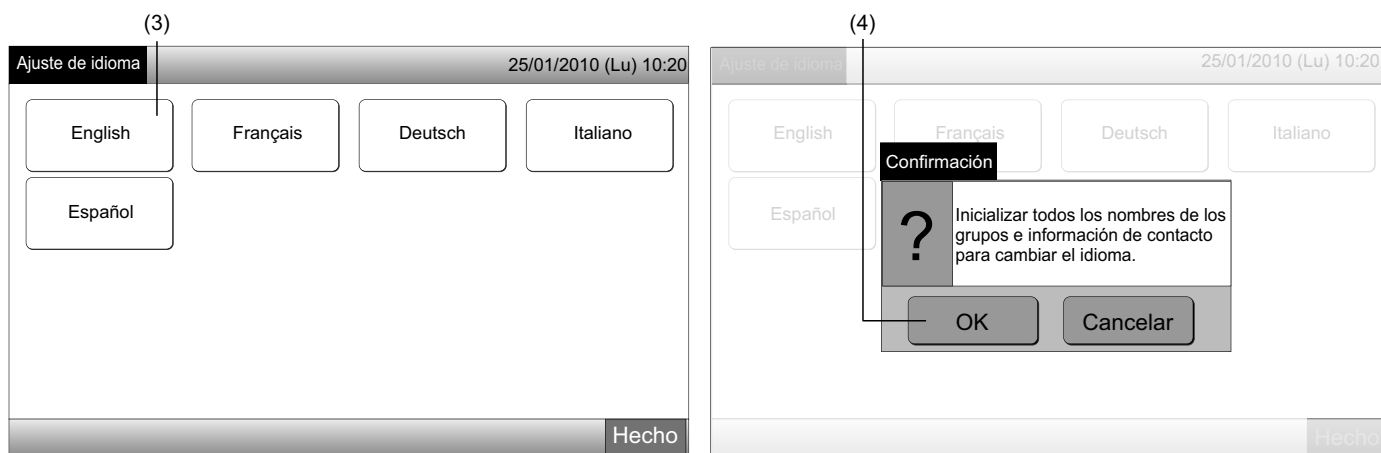 (3)
Ajuste de idioma
25/01/2010 (Lu) 10:20
English
Français
Deutsch
Italiano
Español
Hecho
(4)
Ajuste de idioma
25/01/2010 (Lu) 10:20
English
Français
Deutsch
Italiano
Español
Confirmación
?
Inicializar todos los nombres de los
grupos e información de contacto
para cambiar el idioma.
OK
Cancelar
Hecho